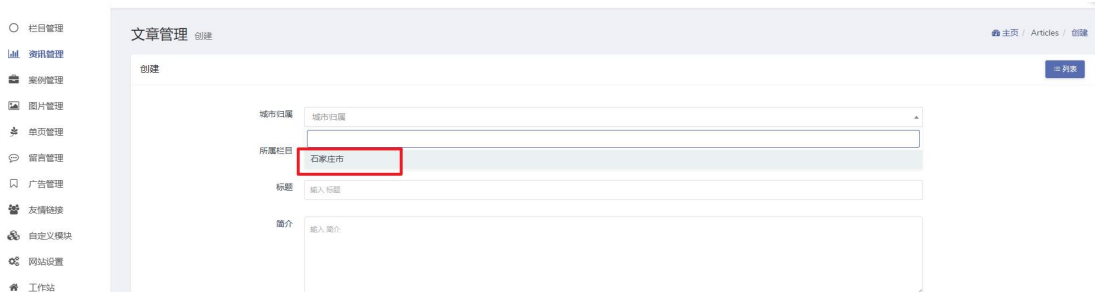 栏目管理
资讯管理
案例管理
图片管理
单页管理
留言管理
广告管理
友情链接
自定义模块
网站设置
工作站
文章管理 创建
主页 / Articles / 创建
创建
列表
城市归属 城市归属
所属栏目
石家庄市
标题 输入 标题
简介 输入 简介